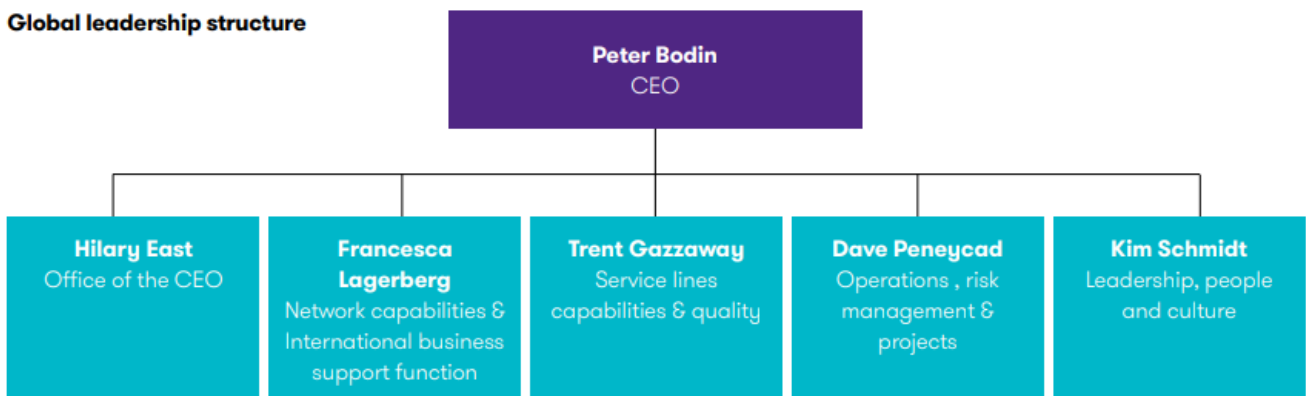 Global leadership structure
Peter Bodin
CEO
Hilary East
Office of the CEO
Francesca
Lagerberg
Network capabilities &
International business
support function
Trent Gazzaway
Service lines
capabilities & quality
Dave Peneycad
Operations , risk
management &
projects
Kim Schmidt
Leadership, people
and culture